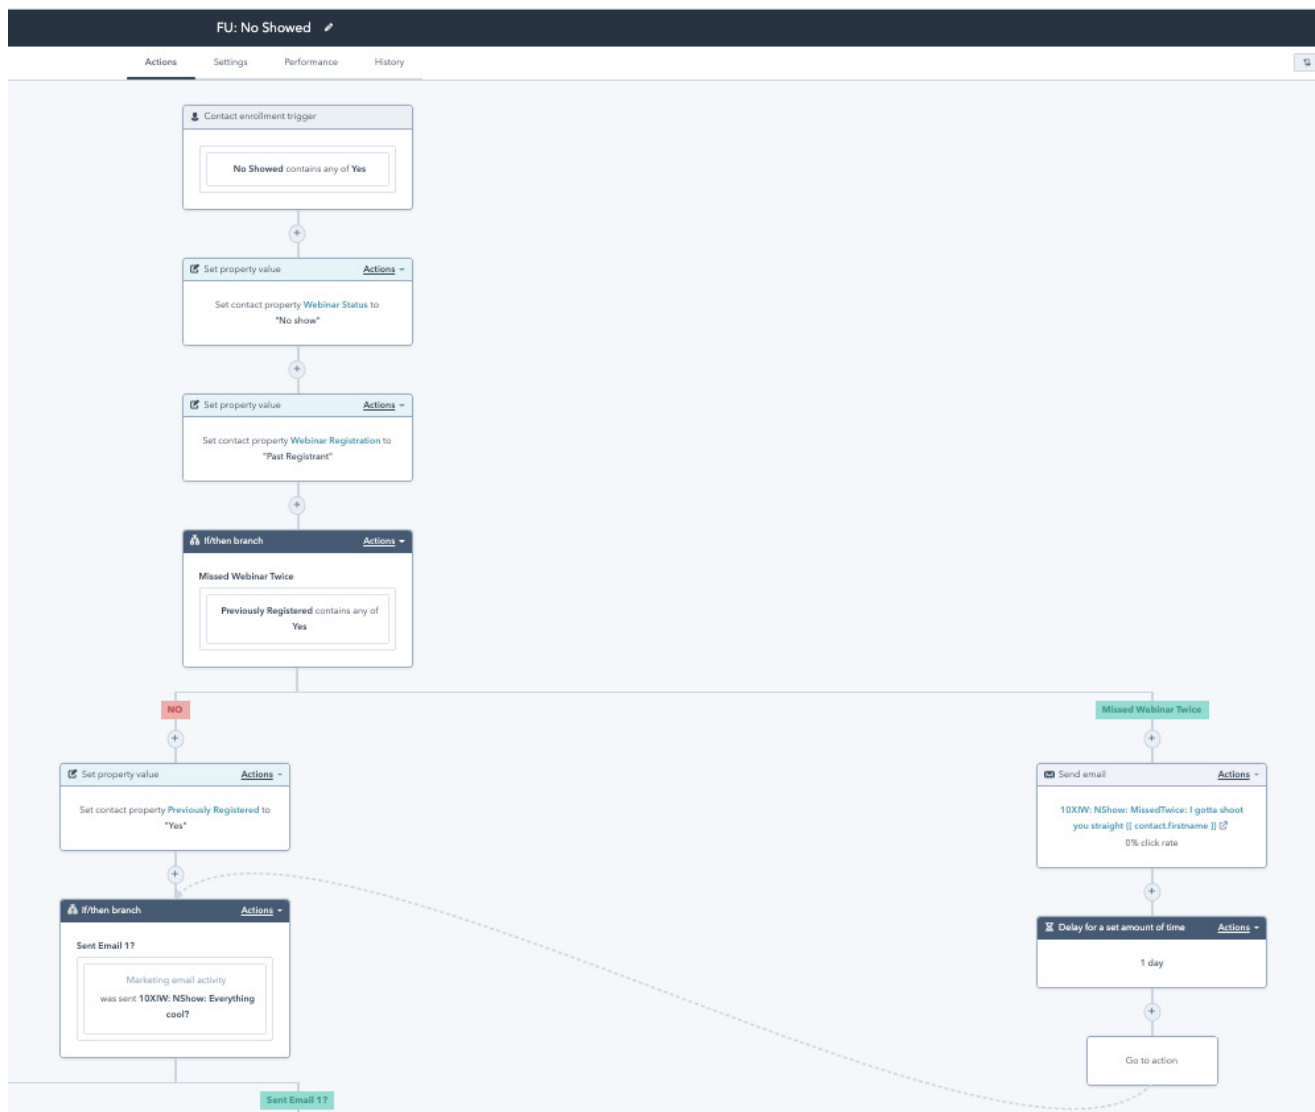 FU: No Showed
Actions Settings Performance History
Contact enrollment trigger
No Showed contains any of Yes
Set property value Actions
Set contact property Webinar Status to
"No show"
Set property value Actions
Set contact property Webinar Registration to
"Past Registrant"
If/then branch Actions
Missed Webinar Twice
Previously Registered contains any of
Yes
NO
Missed Webinar Twice
Set property value Actions
Set contact property Previously Registered to
"Yes"
Send email Actions
10XIW: NShow: MissedTwice: I gotta shoot
you straight {{ contact.firstname }}
0% click rate
If/then branch Actions
Sent Email 1?
Marketing email activity
was sent 10XIW: NShow: Everything
cool?
Delay for a set amount of time Actions
1 day
Go to action
Sent Email 1?